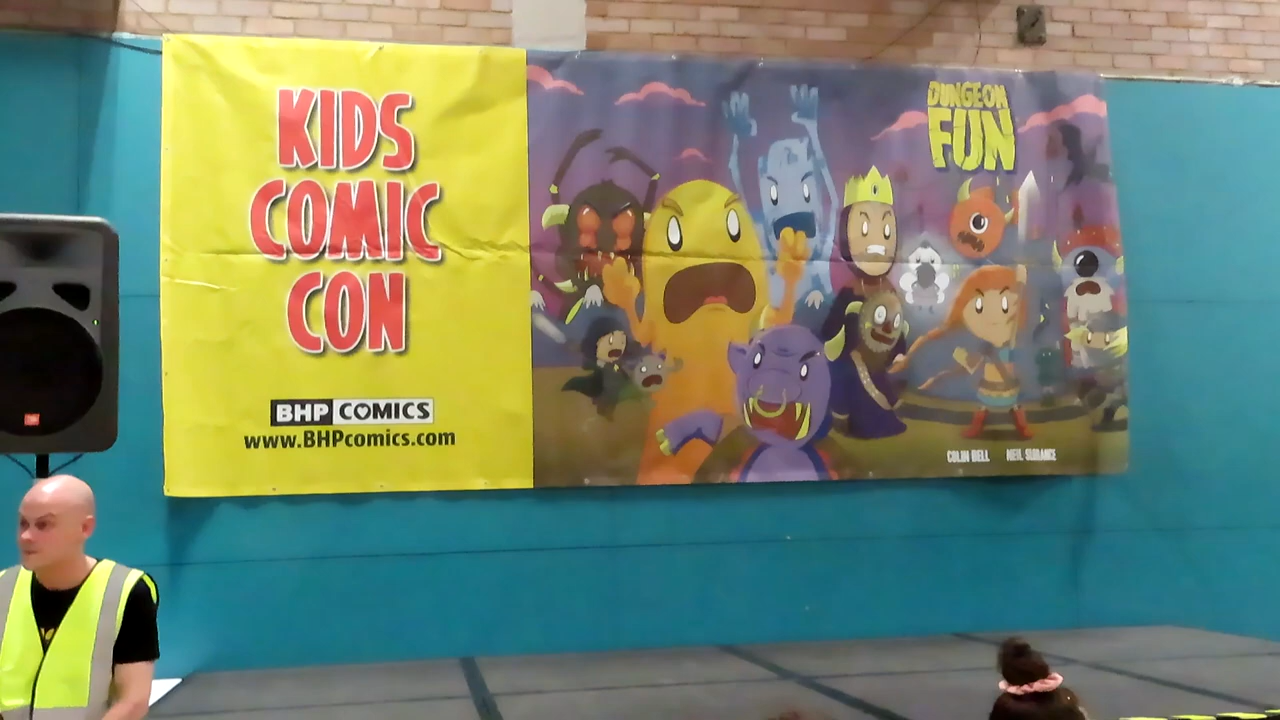 KIDS
COMIC
CON
BHP COMICS
www.BHPcomics.com
DUNGEON
FUN
COLIN BELL NEIL SLORANCE